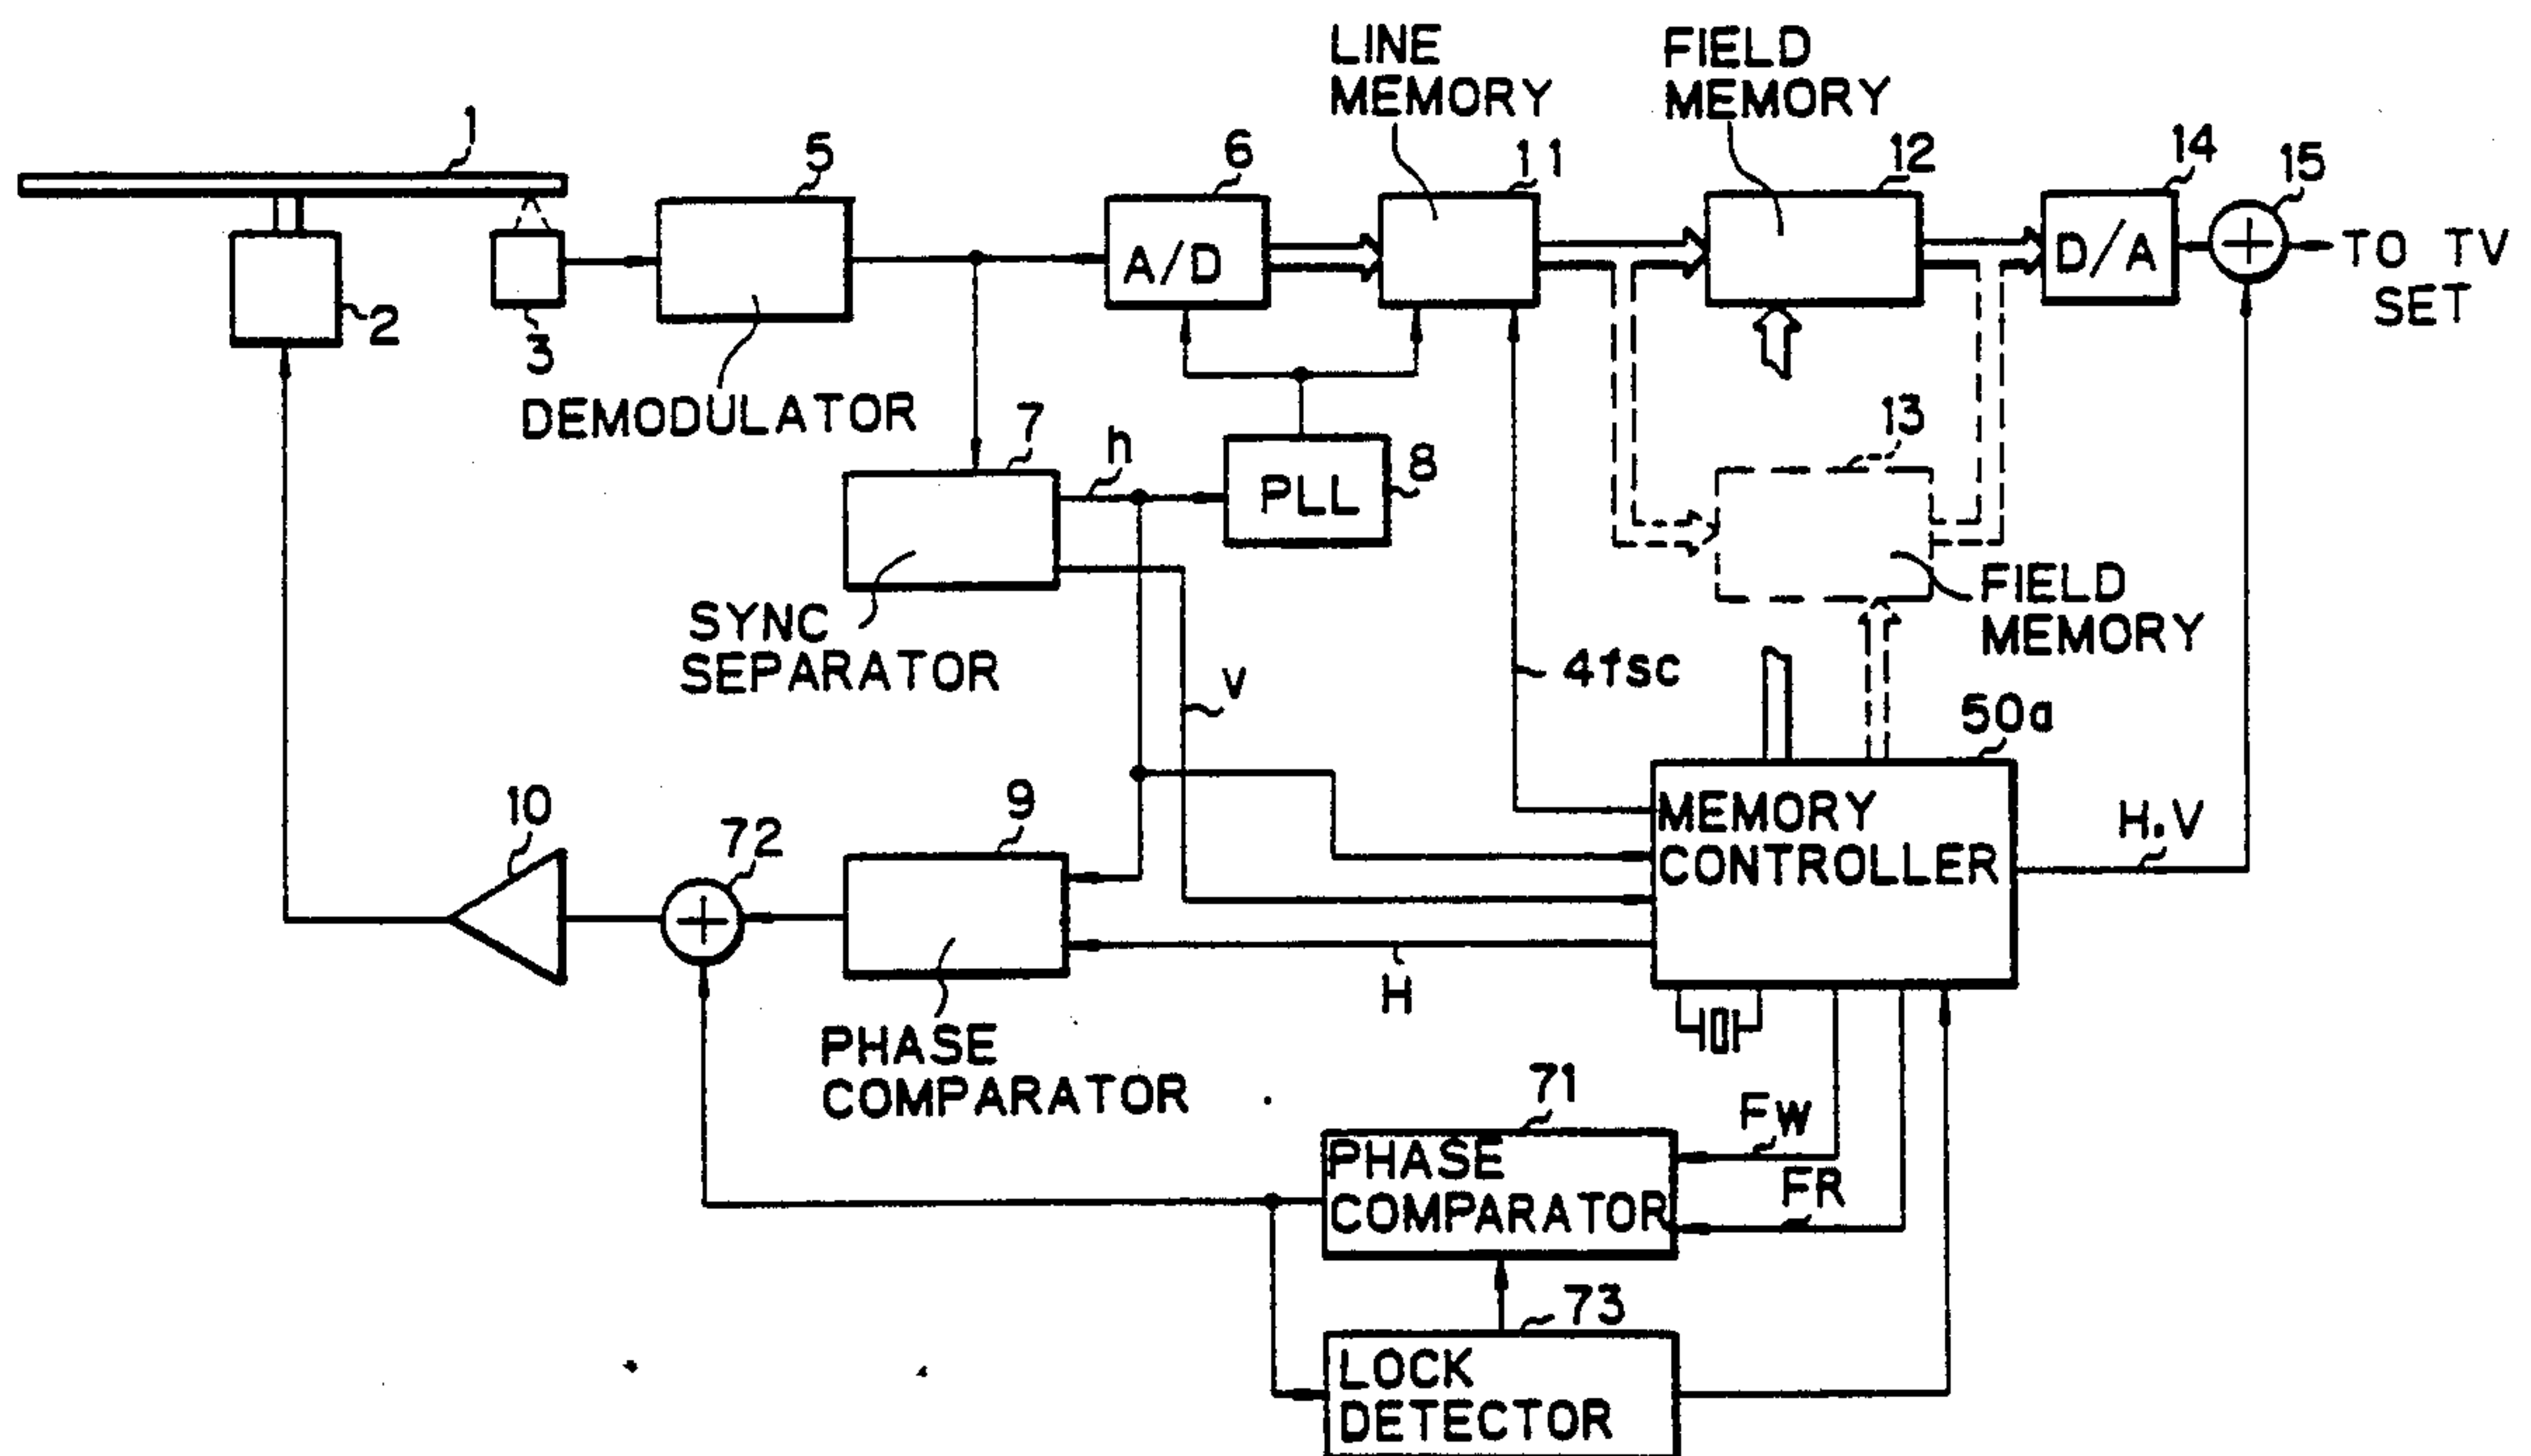 LINE
MEMORY
FIELD
MEMORY
1
5
6
11
12
14
15
A/D
D/A
TO TV
SET
2
3
DEMODULATOR
7
h
8
PLL
13
SYNC
SEPARATOR
v
4fsc
FIELD
MEMORY
50a
10
72
9
MEMORY
CONTROLLER
H.V
H
PHASE
COMPARATOR
71
FW
FR
PHASE
COMPARATOR
73
LOCK
DETECTOR